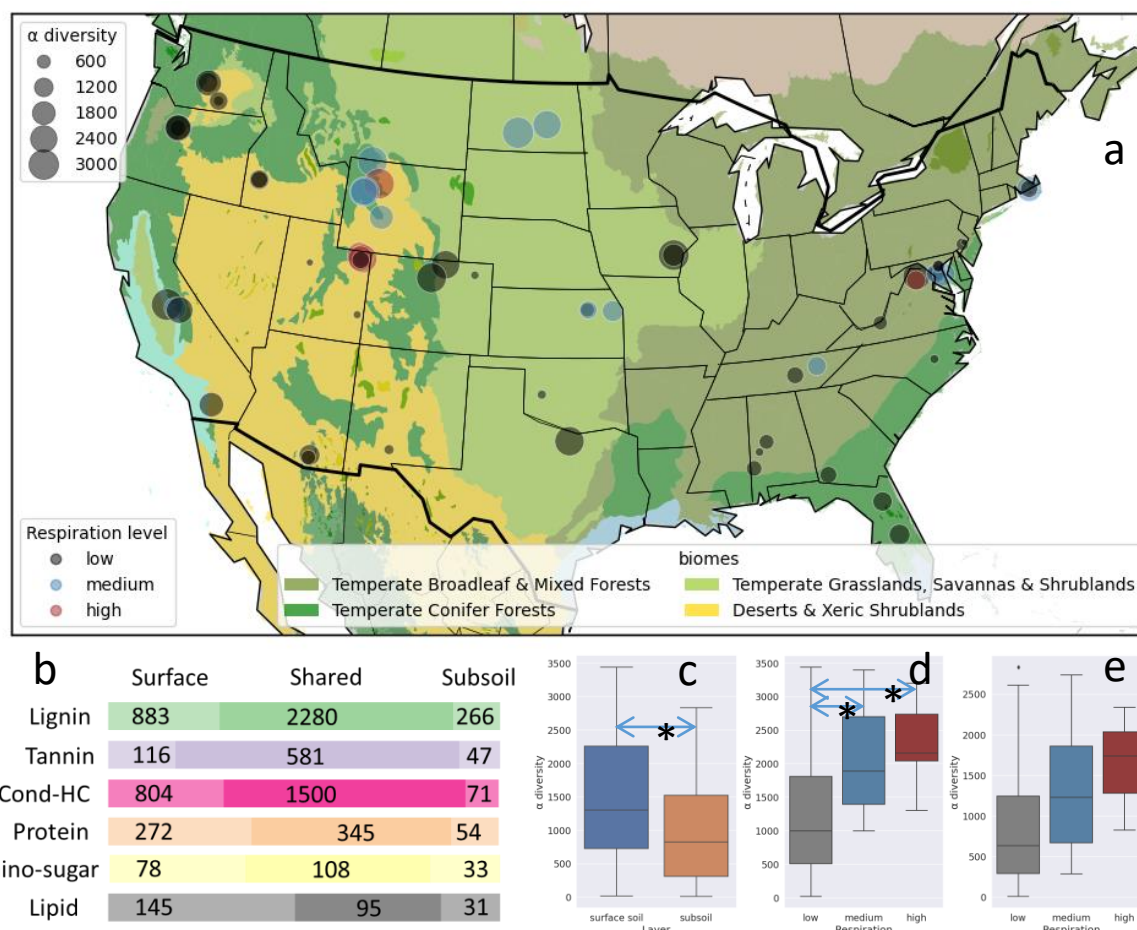 α diversity
600
1200
1800
2400
3000
a
Respiration level
low
medium
high
biomes
Temperate Broadleaf & Mixed Forests
Temperate Grasslands, Savannas & Shrublands
Temperate Conifer Forests
Deserts & Xeric Shrublands
b
Surface Shared Subsoil
Lignin 883 2280 266
Tannin 116 581 47
Cond-HC 804 1500 71
Protein 272 345 54
ino-sugar 78 108 33
Lipid 145 95 31
c
3500
3000
2500
2000
1500
1000
500
0
α diversity
*
surface soil subsoil
Layer
d
3500
3000
2500
2000
1500
1000
500
0
α diversity
*
*
low medium high
Respiration
e
2500
2000
1500
1000
500
0
α diversity
low medium high
Respiration